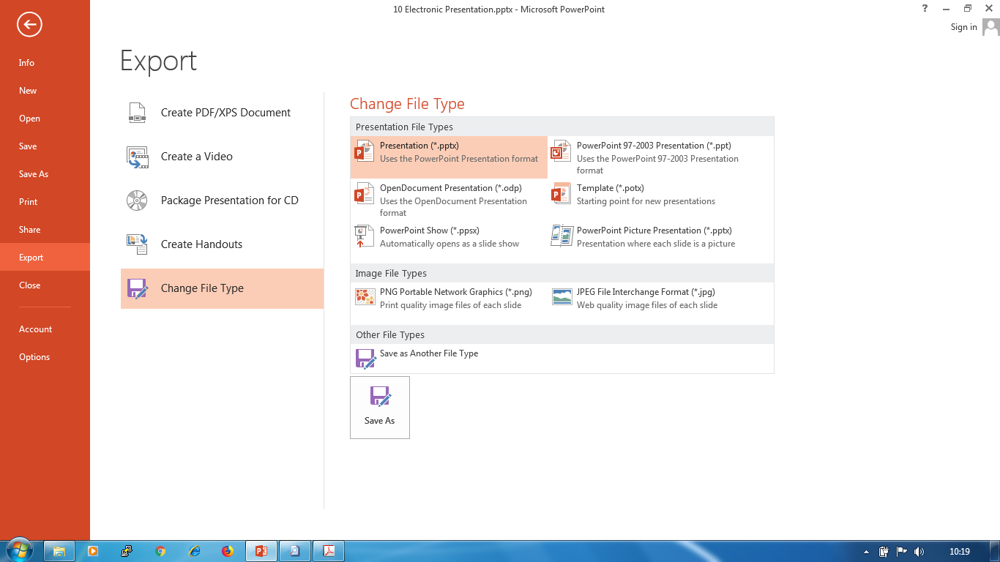 10 Electronic Presentation.pptx - Microsoft PowerPoint
?
Sign in
Info
New
Open
Save
Save As
Print
Share
Export
Close
Account
Options
Export
Create PDF/XPS Document
Create a Video
Package Presentation for CD
Create Handouts
Change File Type
Change File Type
Presentation File Types
Presentation (*.pptx)
Uses the PowerPoint Presentation format
PowerPoint 97-2003 Presentation (*.ppt)
Uses the PowerPoint 97-2003 Presentation
format
OpenDocument Presentation (*.odp)
Uses the OpenDocument Presentation
format
Template (*.potx)
Starting point for new presentations
PowerPoint Show (*.ppsx)
Automatically opens as a slide show
PowerPoint Picture Presentation (*.pptx)
Presentation where each slide is a picture
Image File Types
PNG Portable Network Graphics (*.png)
Print quality image files of each slide
JPEG File Interchange Format (*.jpg)
Web quality image files of each slide
Other File Types
Save as Another File Type
Save As
10:19